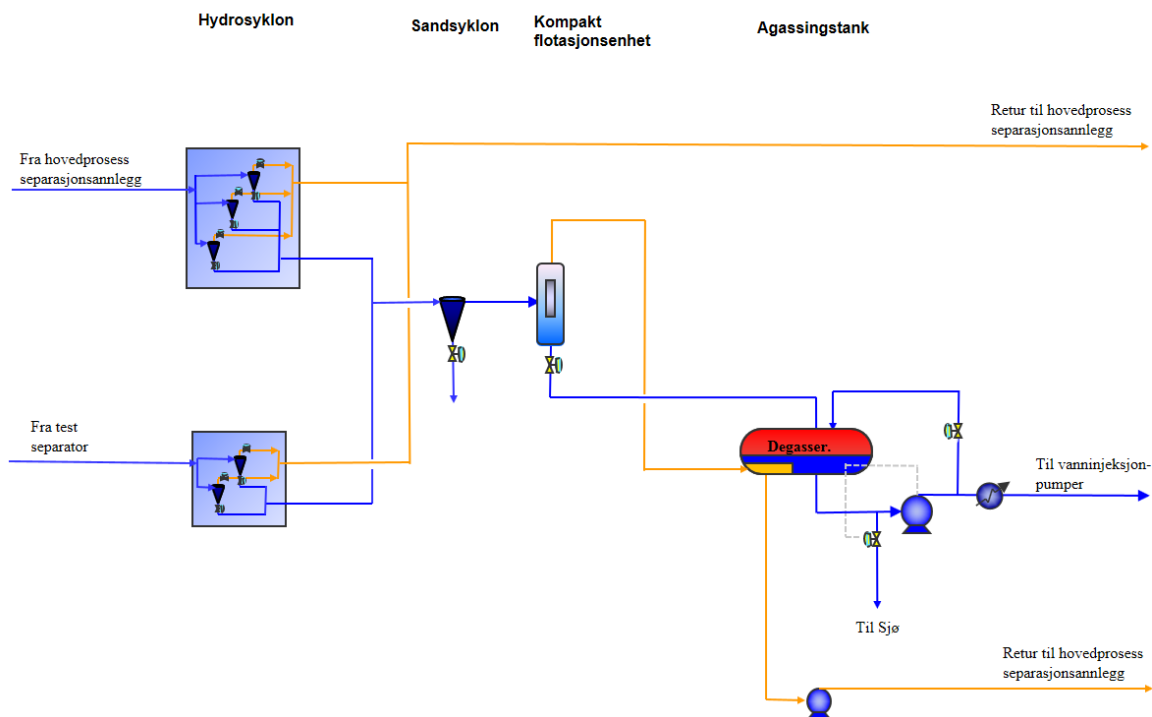 Hydrosyklon
Sandsyklon
Kompakt
flotasjonsenhet
Agassingstank
Retur til hovedprosess
separasjonsannlegg
Fra hovedprosess
separasjonsannlegg
Fra test
separator
Degasser.
Til vanninjeksjon-
pumper
Til Sjø
Retur til hovedprosess
separasjonsannlegg